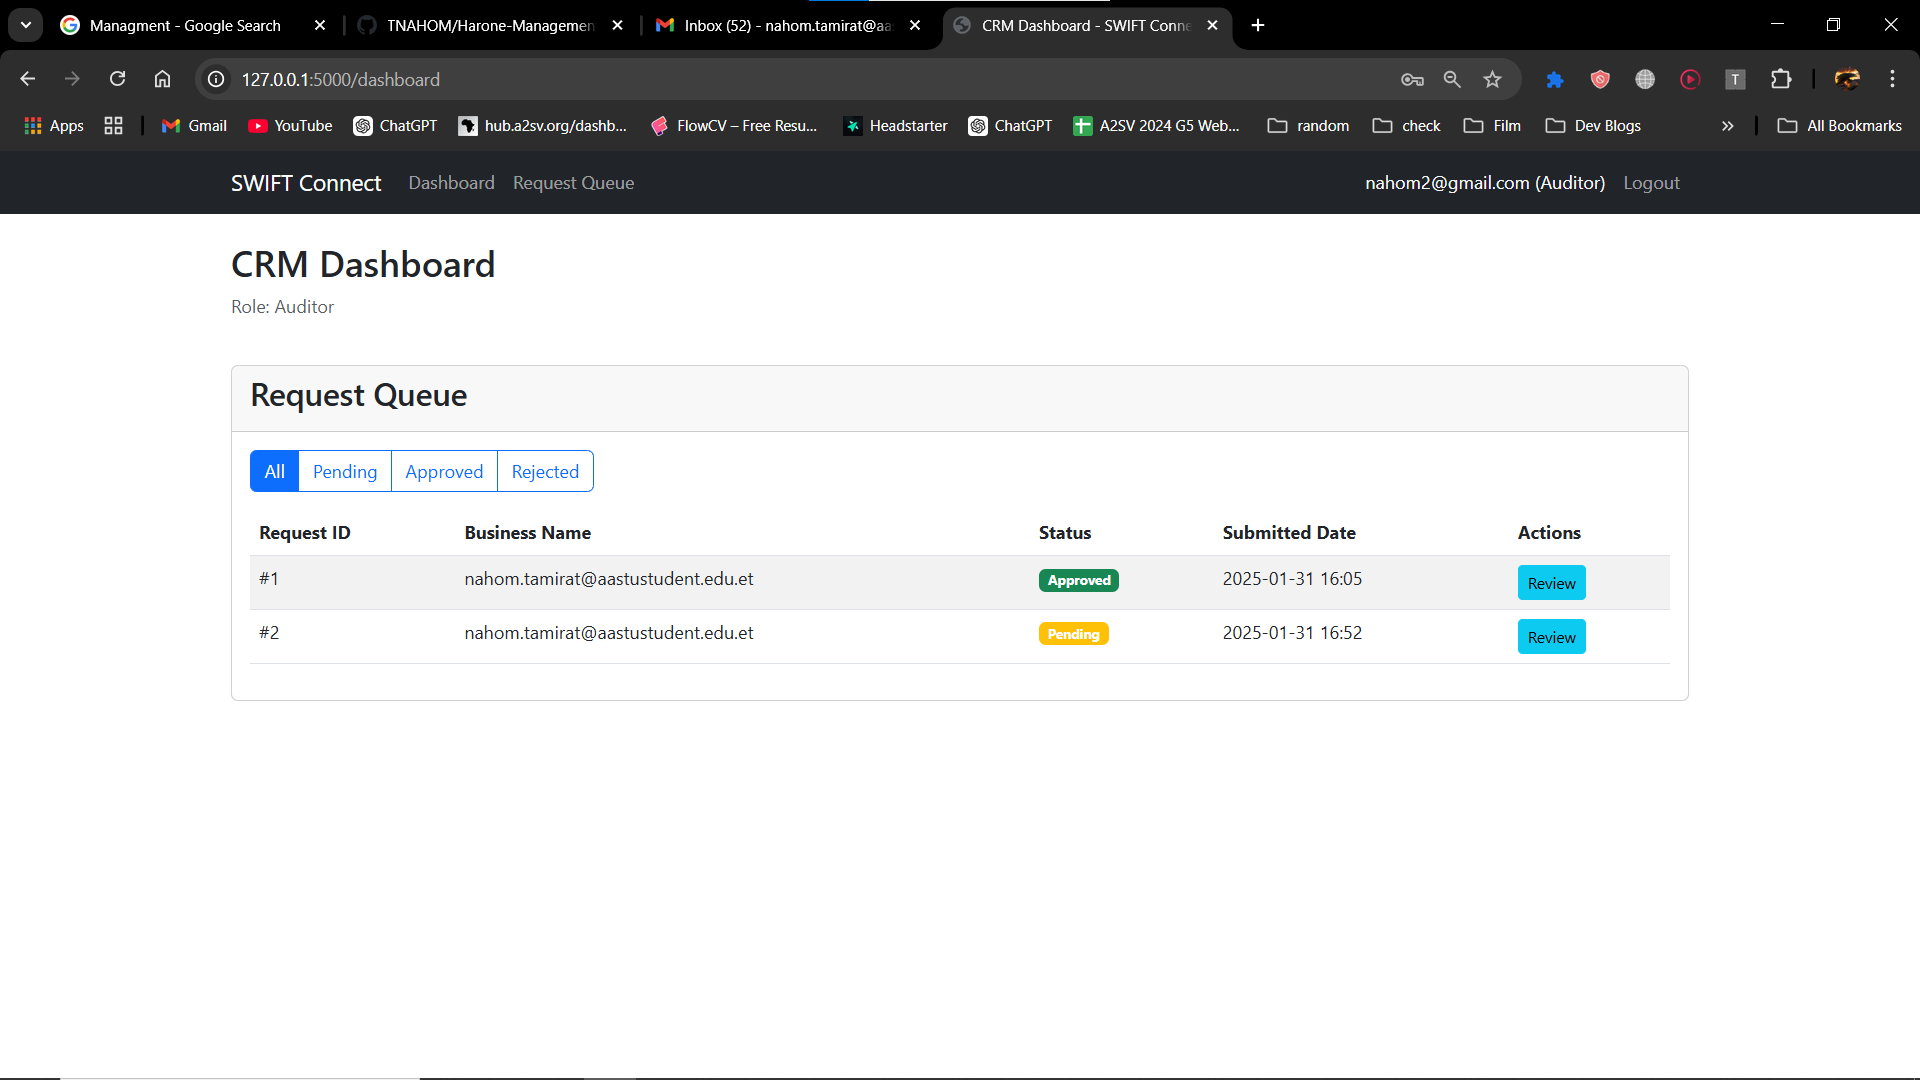 Managment - Google Search
TNAHOM/Harone-Managemen
Inbox (52) - nahom.tamirat@aa
CRM Dashboard - SWIFT Conne
127.0.0.1:5000/dashboard
T
Apps
Gmail
YouTube
ChatGPT
hub.a2sv.org/dashb...
FlowCV – Free Resu...
Headstarter
ChatGPT
A2SV 2024 G5 Web...
random
check
Film
Dev Blogs
All Bookmarks
SWIFT Connect Dashboard Request Queue nahom2@gmail.com (Auditor) Logout
CRM Dashboard
Role: Auditor
Request Queue
All Pending Approved Rejected
Request ID Business Name Status Submitted Date Actions
#1 nahom.tamirat@aastustudent.edu.et Approved 2025-01-31 16:05 Review
#2 nahom.tamirat@aastustudent.edu.et Pending 2025-01-31 16:52 Review